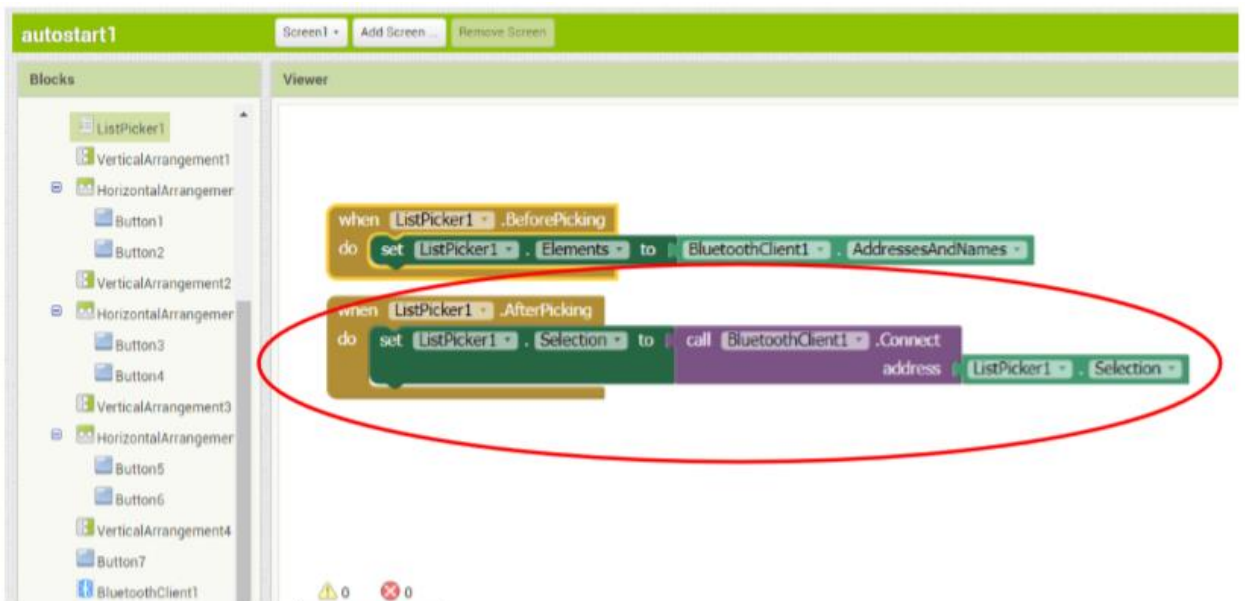 autostart1
Screen1
Add Screen ...
Remove Screen
Blocks
Viewer
ListPicker1
VerticalArrangement1
HorizontalArrangemer
Button1
Button2
VerticalArrangement2
HorizontalArrangemer
Button3
Button4
VerticalArrangement3
HorizontalArrangemer
Button5
Button6
VerticalArrangement4
Button7
BluetoothClient1
when ListPicker1 .BeforePicking
do set ListPicker1 . Elements to BluetoothClient1 . AddressesAndNames
when ListPicker1 .AfterPicking
do set ListPicker1 . Selection to call BluetoothClient1 .Connect
address ListPicker1 . Selection
0 0